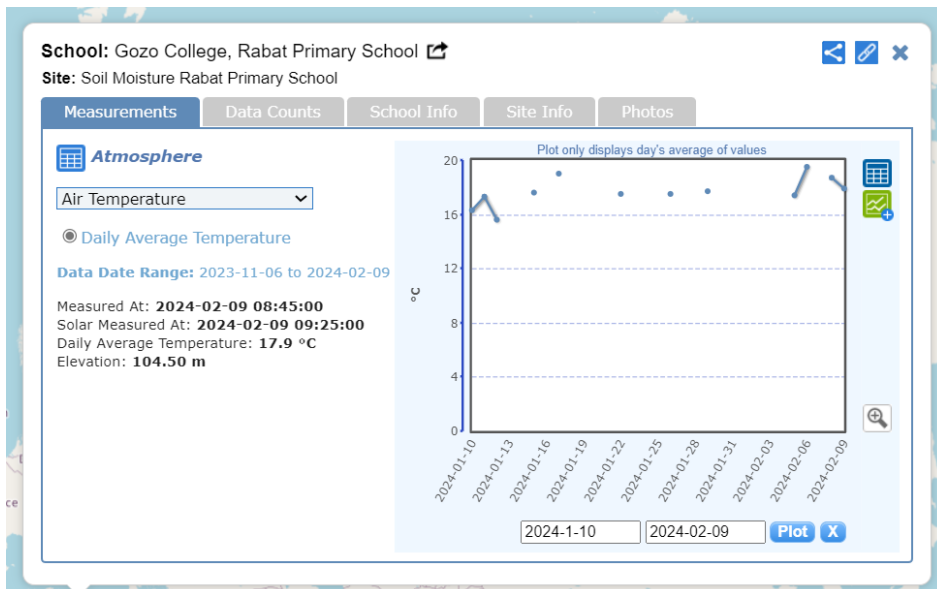 School: Gozo College, Rabat Primary School
Site: Soil Moisture Rabat Primary School
Measurements
Data Counts
School Info
Site Info
Photos
Atmosphere
Air Temperature
Daily Average Temperature
Data Date Range: 2023-11-06 to 2024-02-09
Measured At: 2024-02-09 08:45:00
Solar Measured At: 2024-02-09 09:25:00
Daily Average Temperature: 17.9 °C
Elevation: 104.50 m
Plot only displays day's average of values
20
16
12
8
4
0
°C
2024-01-10
2024-01-13
2024-01-16
2024-01-19
2024-01-22
2024-01-25
2024-01-28
2024-01-31
2024-02-03
2024-02-06
2024-02-09
2024-1-10
2024-02-09
Plot
X